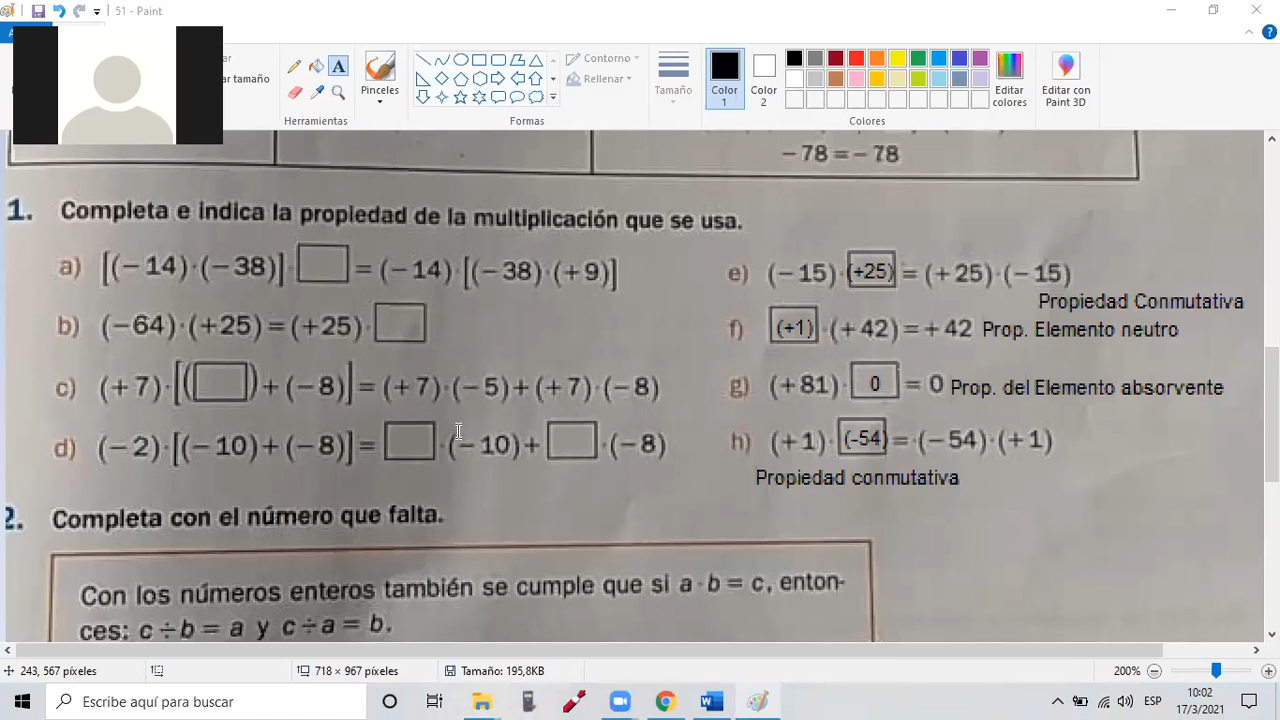 51 - Paint
ar
ar tamaño
Pinceles
Herramientas
Contorno
Rellenar
Formas
Tamaño
Color 1
Color 2
Editar colores
Editar con Paint 3D
Colores
-78 = -78
1. Completa e indica la propiedad de la multiplicación que se usa.
a) [(-14)·(-38)]· = (-14)·[(-38)·(+9)]
b) (-64)·(+25) = (+25)·
c) (+7)·[( )+(-8)] = (+7)·(-5)+(+7)·(-8)
d) (-2)·[(-10)+(-8)] = ·(-10)+ ·(-8)
e) (-15)·(+25) = (+25)·(-15)
Propiedad Conmutativa
f) (+1)·(+42) = +42 Prop. Elemento neutro
g) (+81)· 0 = 0 Prop. del Elemento absorvente
h) (+1)·(-54) = (-54)·(+1)
Propiedad conmutativa
2. Completa con el número que falta.
Con los números enteros también se cumple que si a·b = c, enton-
ces: c÷b = a y c÷a = b.
243, 567 píxeles
718 × 967 píxeles
Tamaño: 195,8KB
200%
Escribe aquí para buscar
ESP
10:02
17/3/2021